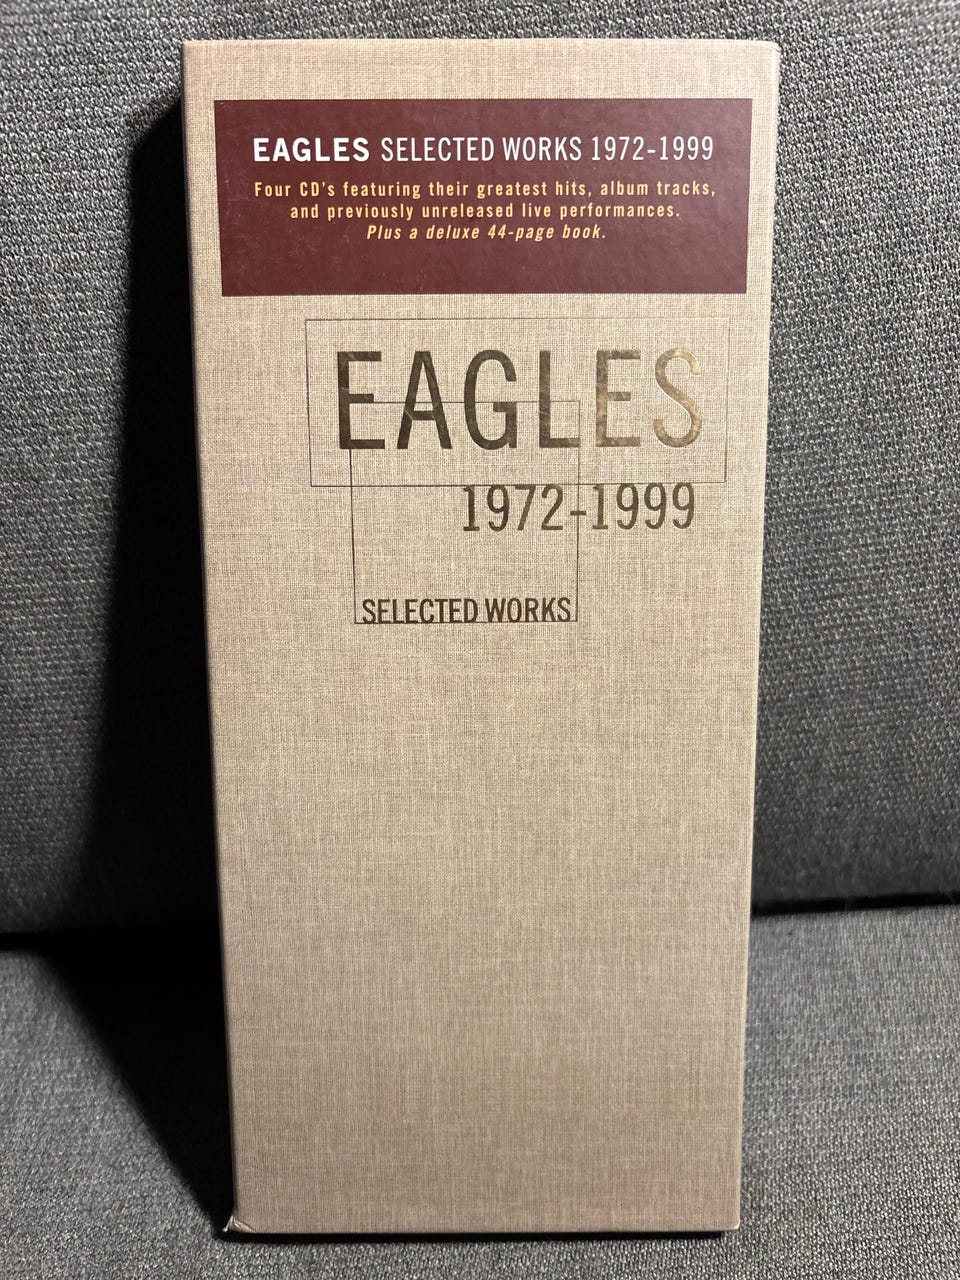 EAGLES SELECTED WORKS 1972-1999
Four CD's featuring their greatest hits, album tracks,
and previously unreleased live performances.
Plus a deluxe 44-page book.
EAGLES
1972-1999
SELECTED WORKS